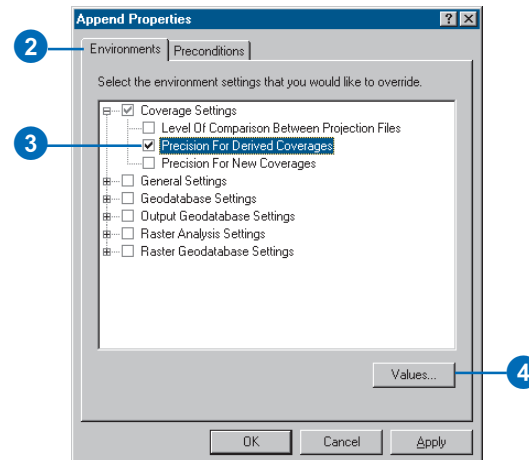 Append Properties
2
Environments Preconditions
Select the environment settings that you would like to override.
Coverage Settings
Level Of Comparison Between Projection Files
3
Precision For Derived Coverages
Precision For New Coverages
General Settings
Geodatabase Settings
Output Geodatabase Settings
Raster Analysis Settings
Raster Geodatabase Settings
Values...
4
OK Cancel Apply